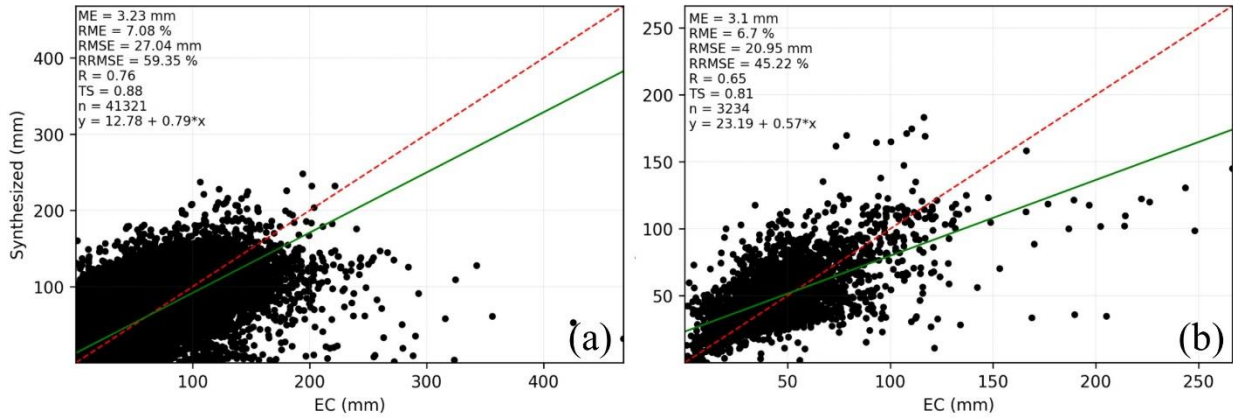 ME = 3.23 mm
RME = 7.08 %
RMSE = 27.04 mm
RRMSE = 59.35 %
R = 0.76
TS = 0.88
n = 41321
y = 12.78 + 0.79*x
Synthesized (mm)
400
300
200
100
100
200
300
400
EC (mm)
(a)
ME = 3.1 mm
RME = 6.7 %
RMSE = 20.95 mm
RRMSE = 45.22 %
R = 0.65
TS = 0.81
n = 3234
y = 23.19 + 0.57*x
250
200
150
100
50
50
100
150
200
250
EC (mm)
(b)